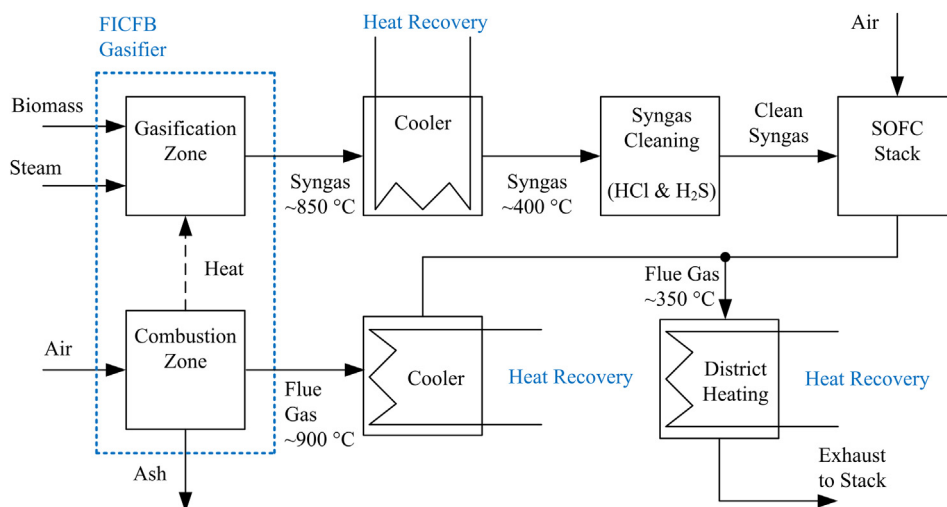 FICFB
Gasifier
Heat Recovery
Air
Biomass
Steam
Gasification
Zone
Cooler
Syngas
Cleaning
(HCl & H₂S)
Clean
Syngas
SOFC
Stack
Syngas
~850 °C
Syngas
~400 °C
Heat
Flue Gas
~350 °C
Air
Combustion
Zone
Flue
Gas
~900 °C
Cooler
Heat Recovery
District
Heating
Heat Recovery
Ash
Exhaust
to Stack